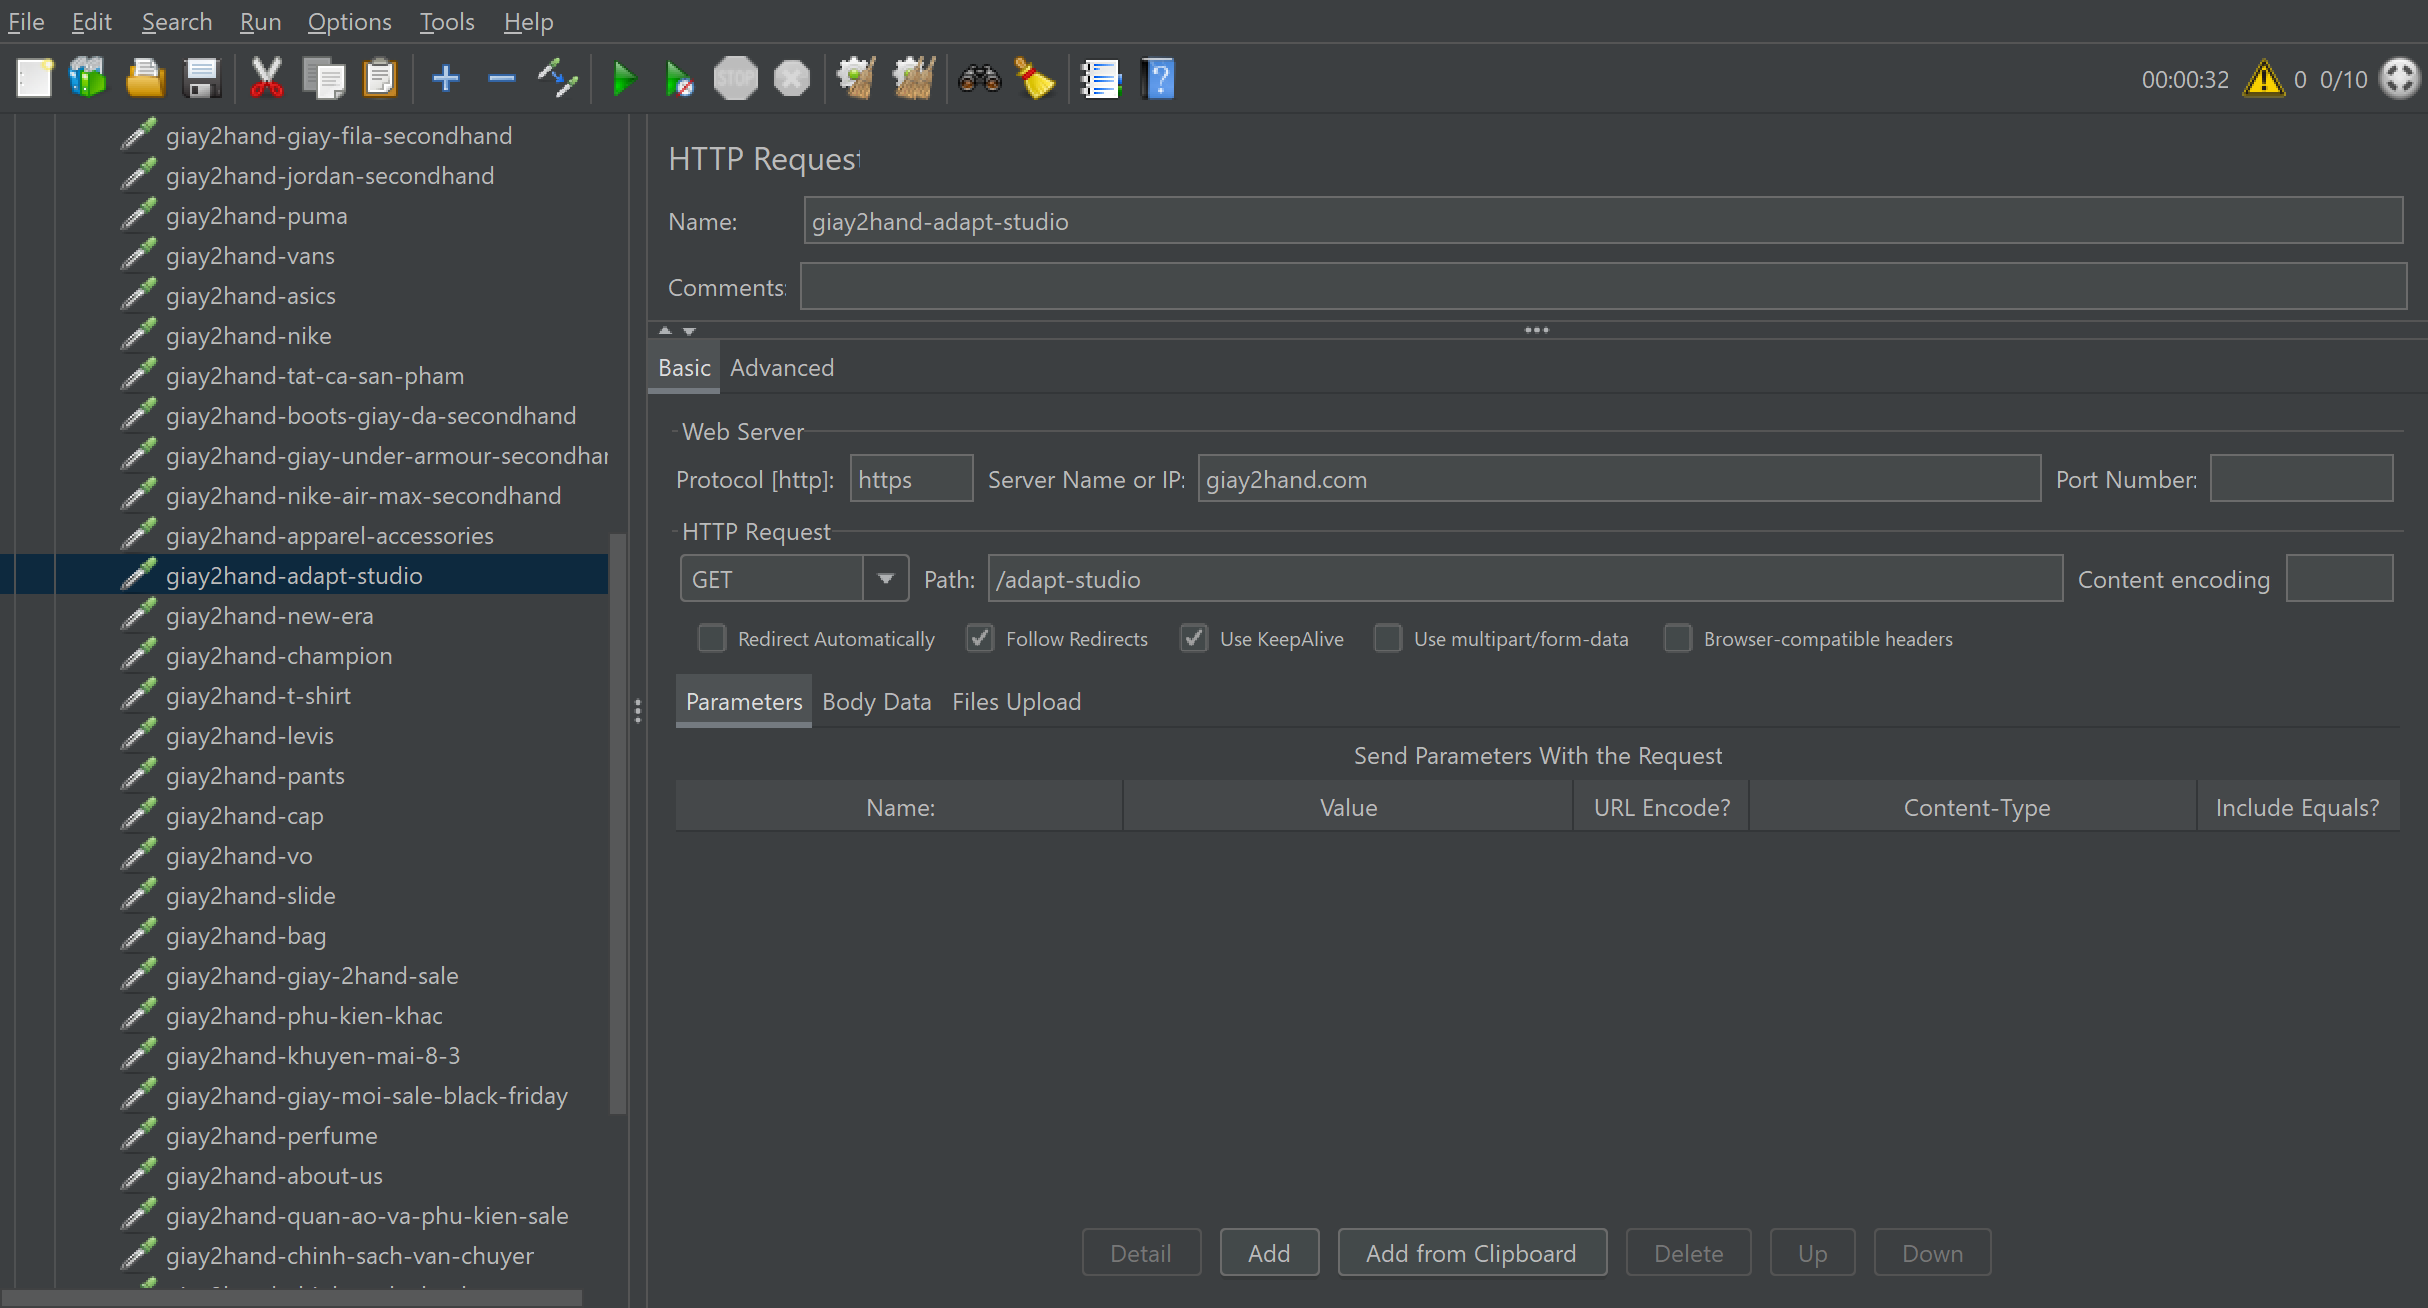 File Edit Search Run Options Tools Help
STOP
00:00:32 0 0/10
giay2hand-giay-fila-secondhand
giay2hand-jordan-secondhand
giay2hand-puma
giay2hand-vans
giay2hand-asics
giay2hand-nike
giay2hand-tat-ca-san-pham
giay2hand-boots-giay-da-secondhand
giay2hand-giay-under-armour-secondhar
giay2hand-nike-air-max-secondhand
giay2hand-apparel-accessories
giay2hand-adapt-studio
giay2hand-new-era
giay2hand-champion
giay2hand-t-shirt
giay2hand-levis
giay2hand-pants
giay2hand-cap
giay2hand-vo
giay2hand-slide
giay2hand-bag
giay2hand-giay-2hand-sale
giay2hand-phu-kien-khac
giay2hand-khuyen-mai-8-3
giay2hand-giay-moi-sale-black-friday
giay2hand-perfume
giay2hand-about-us
giay2hand-quan-ao-va-phu-kien-sale
giay2hand-chinh-sach-van-chuyer
HTTP Request
Name: giay2hand-adapt-studio
Comments:
Basic Advanced
Web Server
Protocol [http]: https Server Name or IP: giay2hand.com Port Number:
HTTP Request
GET Path: /adapt-studio Content encoding
Redirect Automatically Follow Redirects Use KeepAlive Use multipart/form-data Browser-compatible headers
Parameters Body Data Files Upload
Send Parameters With the Request
Name: Value URL Encode? Content-Type Include Equals?
Detail Add Add from Clipboard Delete Up Down